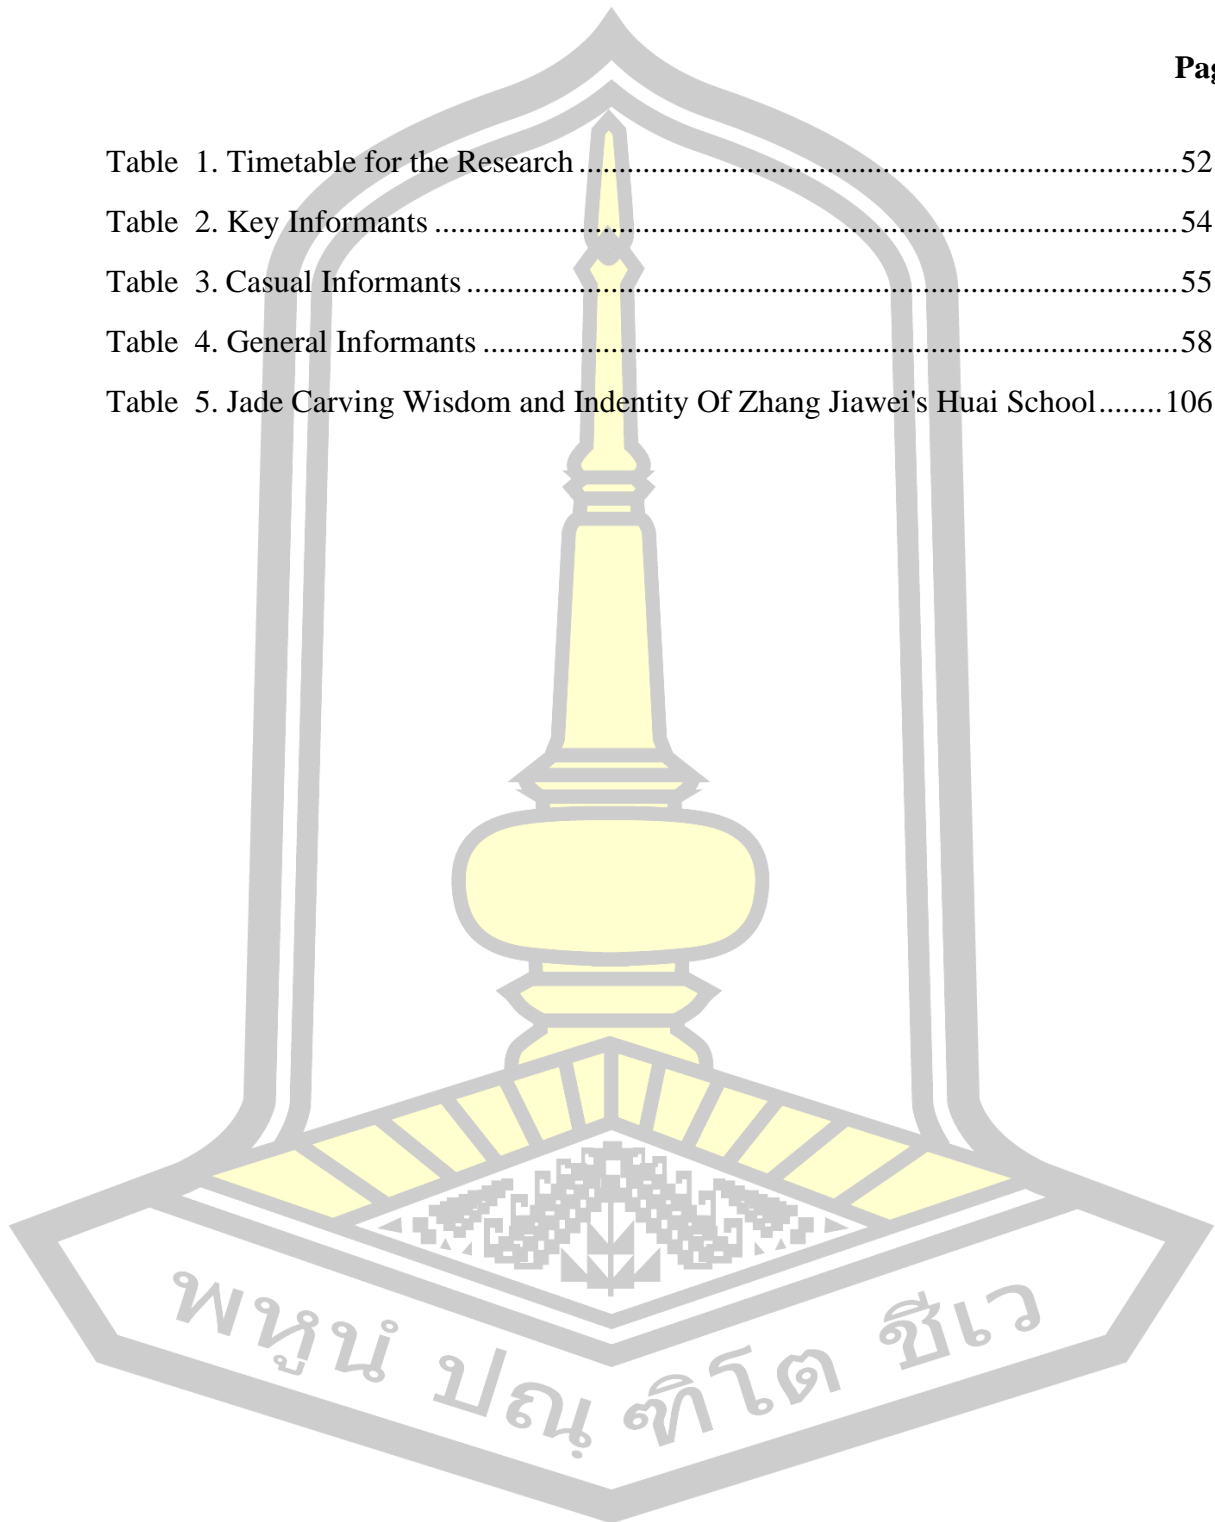 Pag
Table 1. Timetable for the Research ............................................................................ 52
Table 2. Key Informants .............................................................................................. 54
Table 3. Casual Informants .......................................................................................... 55
Table 4. General Informants ........................................................................................ 58
Table 5. Jade Carving Wisdom and Indentity Of Zhang Jiawei's Huai School ........ 106
พหูนํ ปณฺฑิโต ชีเว